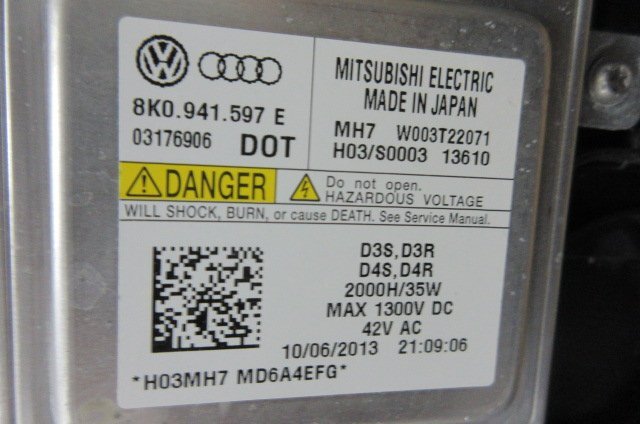 8K0.941.597 E
03176906 DOT
MITSUBISHI ELECTRIC
MADE IN JAPAN
MH7 W003T22071
H03/S0003 13610
DANGER
Do not open.
HAZARDOUS VOLTAGE
WILL SHOCK, BURN, or cause DEATH. See Service Manual.
D3S,D3R
D4S,D4R
2000H/35W
MAX 1300V DC
42V AC
10/06/2013 21:09:06
*H03MH7 MD6A4EFG*